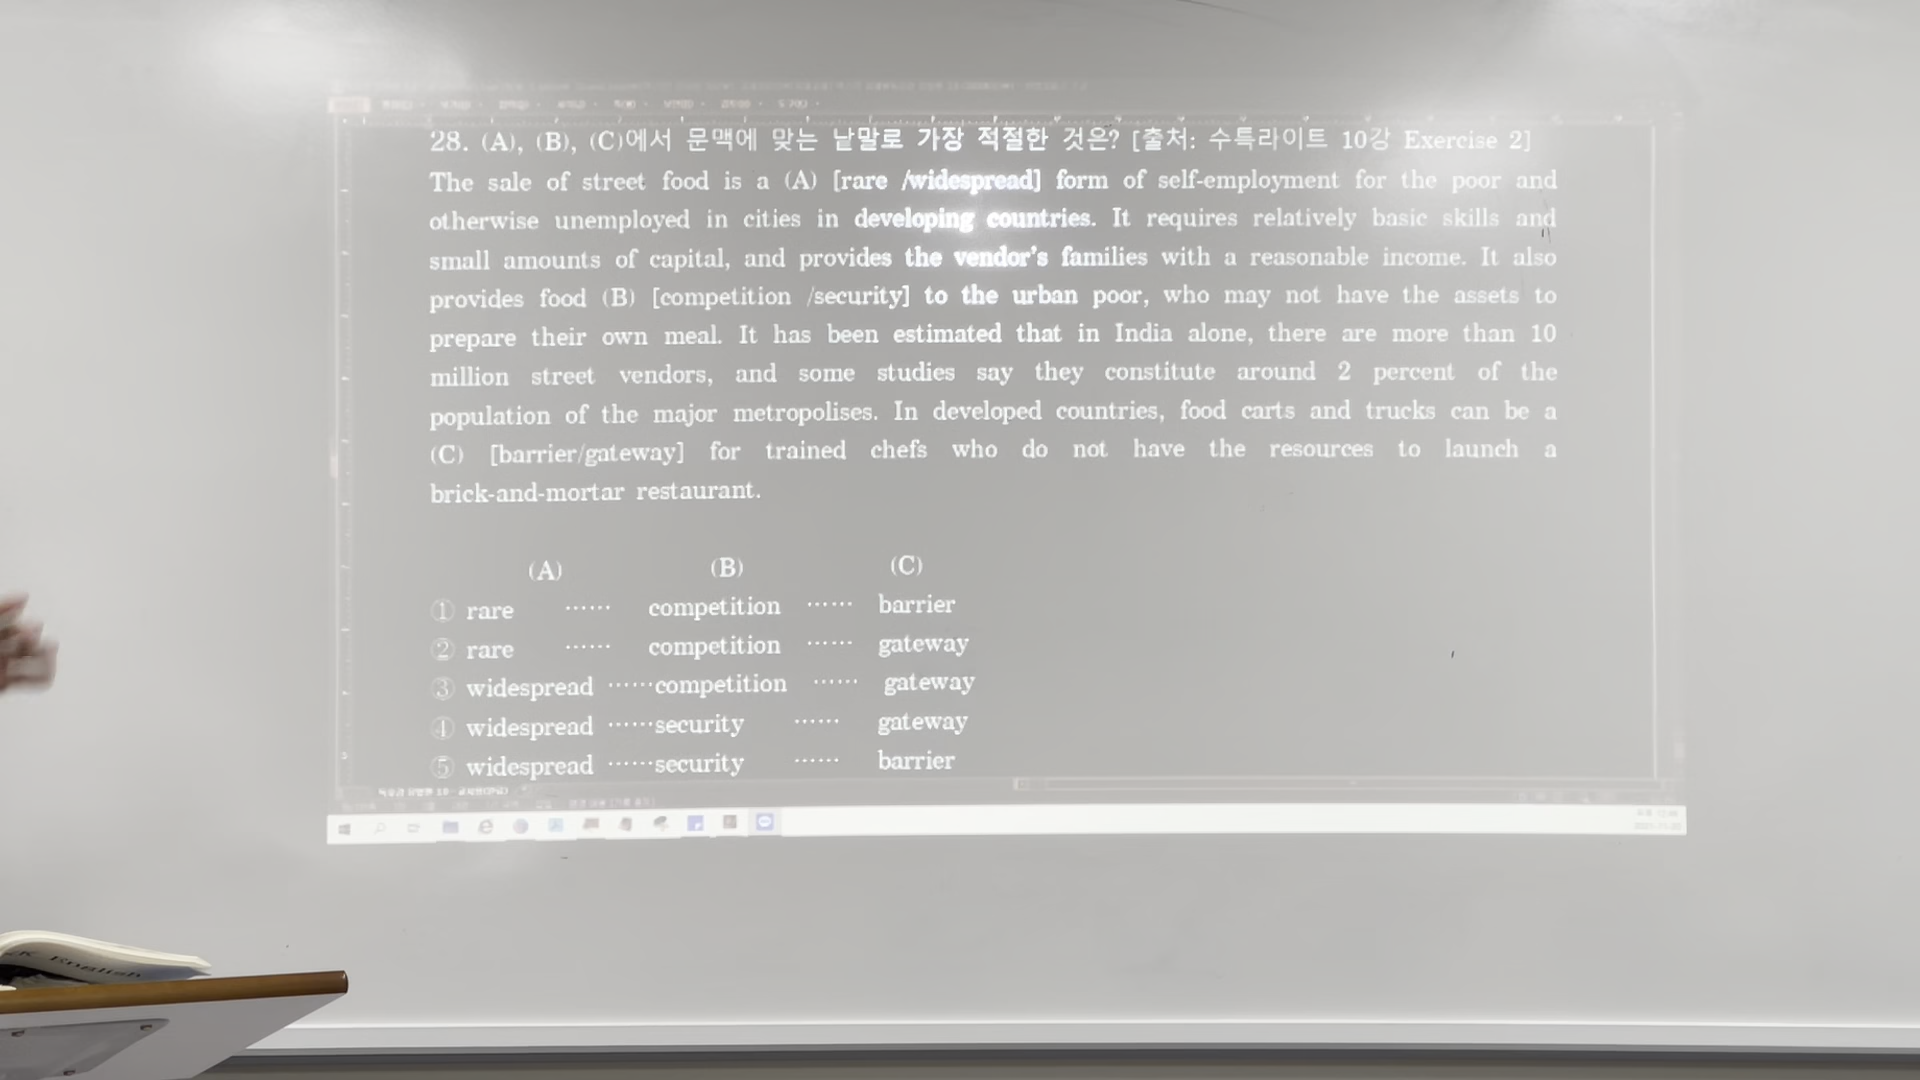 28. (A), (B), (C)에서 문맥에 맞는 낱말로 가장 적절한 것은? [출처: 수특라이트 10강 Exercise 2]
The sale of street food is a (A) [rare /widespread] form of self-employment for the poor and
otherwise unemployed in cities in developing countries. It requires relatively basic skills and
small amounts of capital, and provides the vendor's families with a reasonable income. It also
provides food (B) [competition /security] to the urban poor, who may not have the assets to
prepare their own meal. It has been estimated that in India alone, there are more than 10
million street vendors, and some studies say they constitute around 2 percent of the
population of the major metropolises. In developed countries, food carts and trucks can be a
(C) [barrier/gateway] for trained chefs who do not have the resources to launch a
brick-and-mortar restaurant.
(A) (B) (C)
① rare ⋯⋯ competition ⋯⋯ barrier
② rare ⋯⋯ competition ⋯⋯ gateway
③ widespread ⋯⋯competition ⋯⋯ gateway
④ widespread ⋯⋯security ⋯⋯ gateway
⑤ widespread ⋯⋯security ⋯⋯ barrier
English